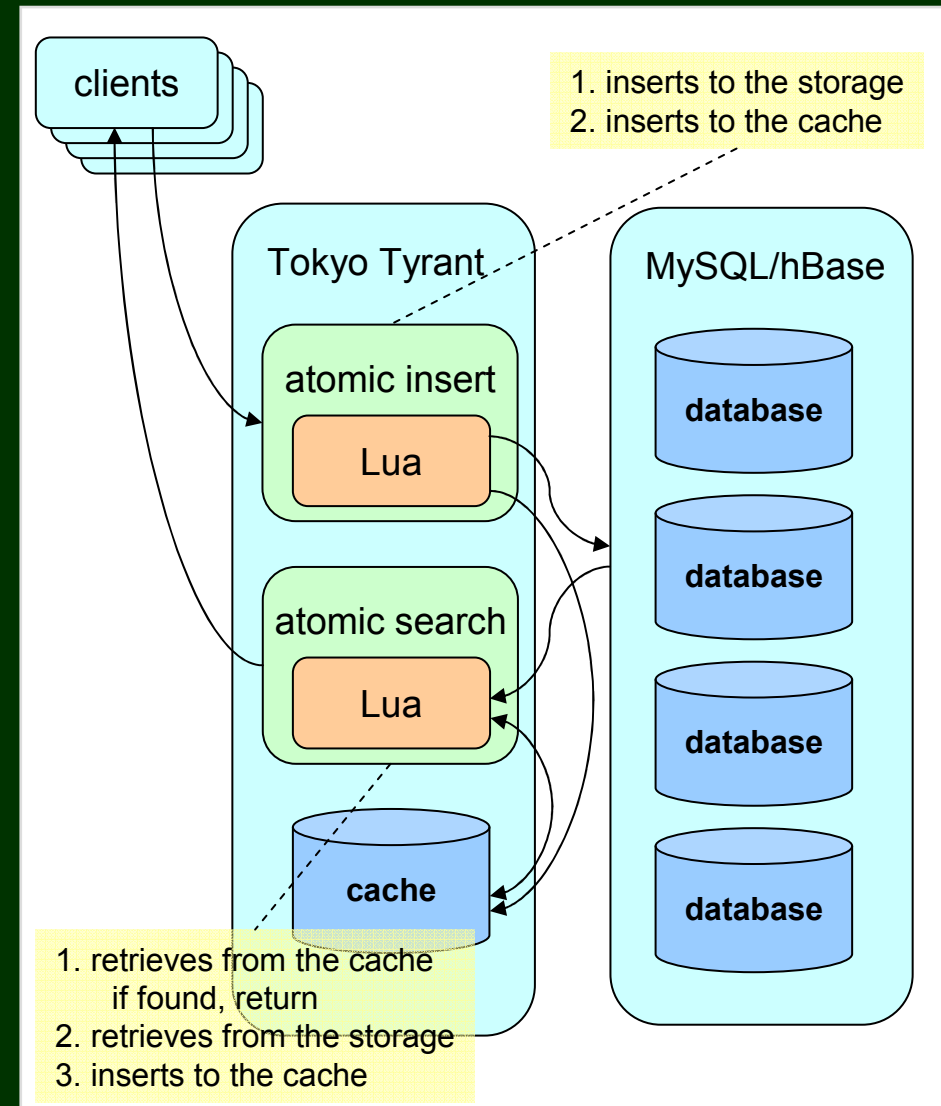 clients
1. inserts to the storage
2. inserts to the cache
Tokyo Tyrant
MySQL/hBase
atomic insert
Lua
database
database
atomic search
Lua
database
cache
database
1. retrieves from the cache
if found, return
2. retrieves from the storage
3. inserts to the cache